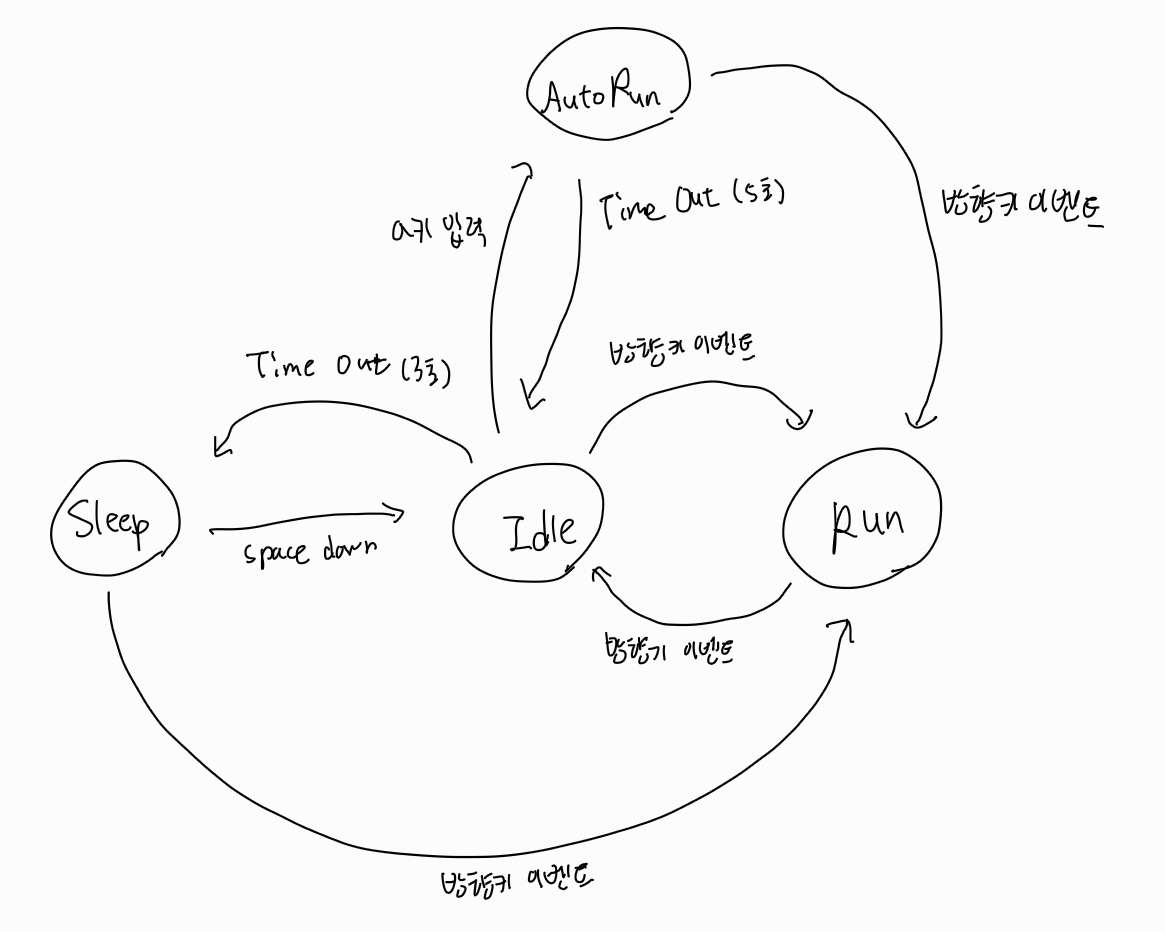 AutoRun
a키 입력
Time Out (5초)
방향키 이벤트
Time Out (3초)
방향키 이벤트
Sleep
space down
Idle
Run
방향키 이벤트
방향키 이벤트